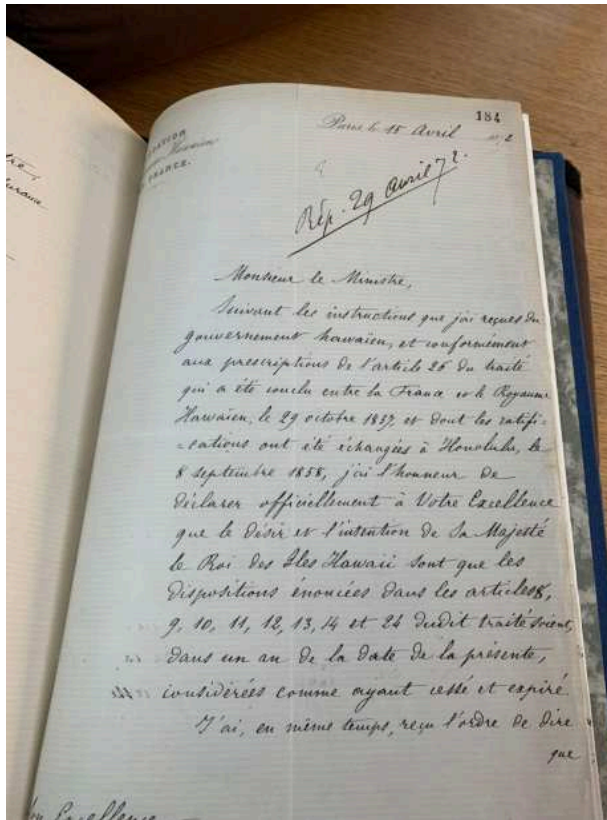 184
FRANCE.
Paris le 15 Avril
Rép. 29 avril 72.
Monsieur le Ministre,
Suivant les instructions que j'ai reçues du
gouvernement hawaïen, et conformément
aux prescriptions de l'article 26 du traité
qui a été conclu entre la France et le Royaume
Hawaïen, le 29 octobre 1857, et dont les ratifi=
=cations ont été échangées à Honolulu, le
8 septembre 1858, j'ai l'honneur de
déclarer officiellement à Votre Excellence
que le désir et l'intention de Sa Majesté
le Roi des Iles Hawaii sont que les
dispositions énoncées dans les articles 8,
9, 10, 11, 12, 13, 14 et 24 dudit traité soient,
dans un an de la date de la présente,
considérées comme ayant cessé et expiré
J'ai, en même temps, reçu l'ordre de dire
que
Excellence